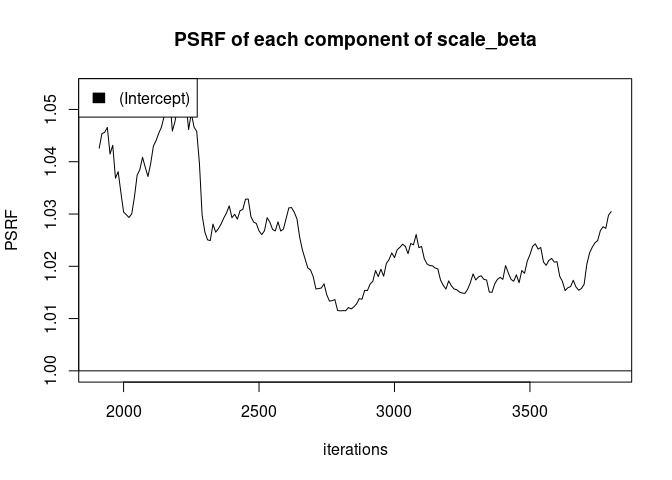 PSRF of each component of scale_beta
(Intercept)
PSRF
1.05
1.04
1.03
1.02
1.01
1.00
2000 2500 3000 3500
iterations